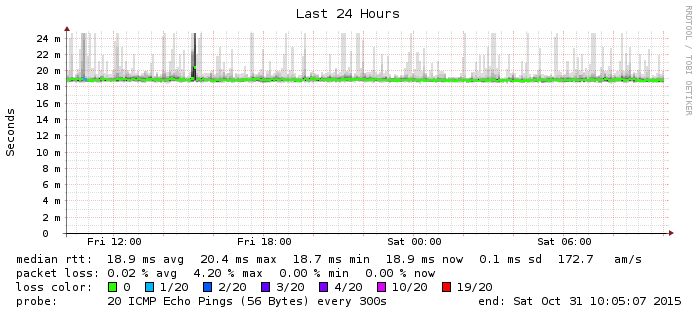 Last 24 Hours
RRDTOOL / TOBI OETIKER
Seconds
24 m
22 m
20 m
18 m
16 m
14 m
12 m
10 m
8 m
6 m
4 m
2 m
0
Fri 12:00 Fri 18:00 Sat 00:00 Sat 06:00
median rtt: 18.9 ms avg 20.4 ms max 18.7 ms min 18.9 ms now 0.1 ms sd 172.7 am/s
packet loss: 0.02 % avg 4.20 % max 0.00 % min 0.00 % now
loss color: 0 1/20 2/20 3/20 4/20 10/20 19/20
probe: 20 ICMP Echo Pings (56 Bytes) every 300s end: Sat Oct 31 10:05:07 2015